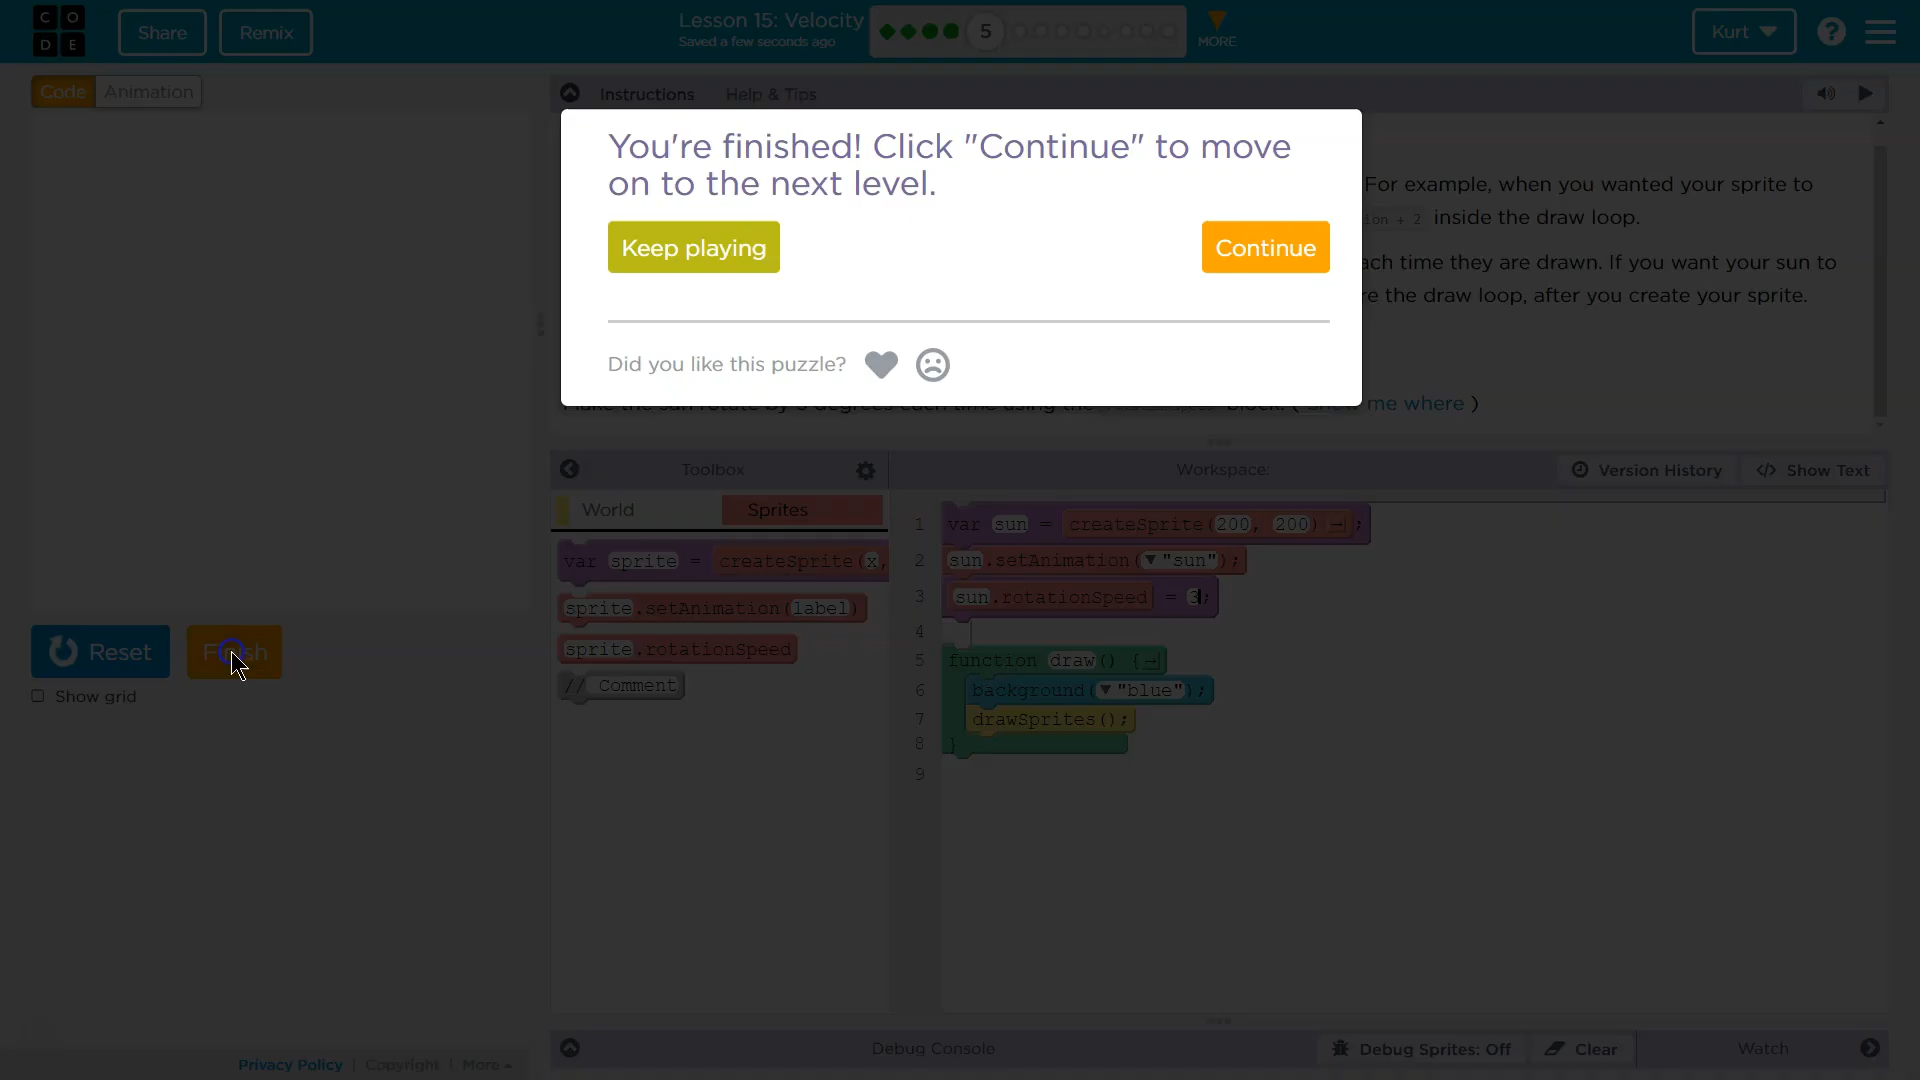 C O
D E
Share
Remix
Lesson 15: Velocity
Saved a few seconds ago
5
MORE
Kurt
?
Code
Animation
Instructions
Help & Tips
You're finished! Click "Continue" to move
on to the next level.
Keep playing
Continue
Did you like this puzzle?
For example, when you wanted your sprite to
ion + 2 inside the draw loop.
ach time they are drawn. If you want your sun to
re the draw loop, after you create your sprite.
me where )
Toolbox
Workspace:
Version History
Show Text
World
Sprites
var sprite = createSprite(x,
sprite.setAnimation(label)
sprite.rotationSpeed
// Comment
1 var sun = createSprite(200, 200);
2 sun.setAnimation("sun");
3 sun.rotationSpeed = 3;
4
5 function draw() {
6 background("blue");
7 drawSprites();
8 }
9
Reset
Finish
Show grid
Privacy Policy | Copyright | More
Debug Console
Debug Sprites: Off
Clear
Watch